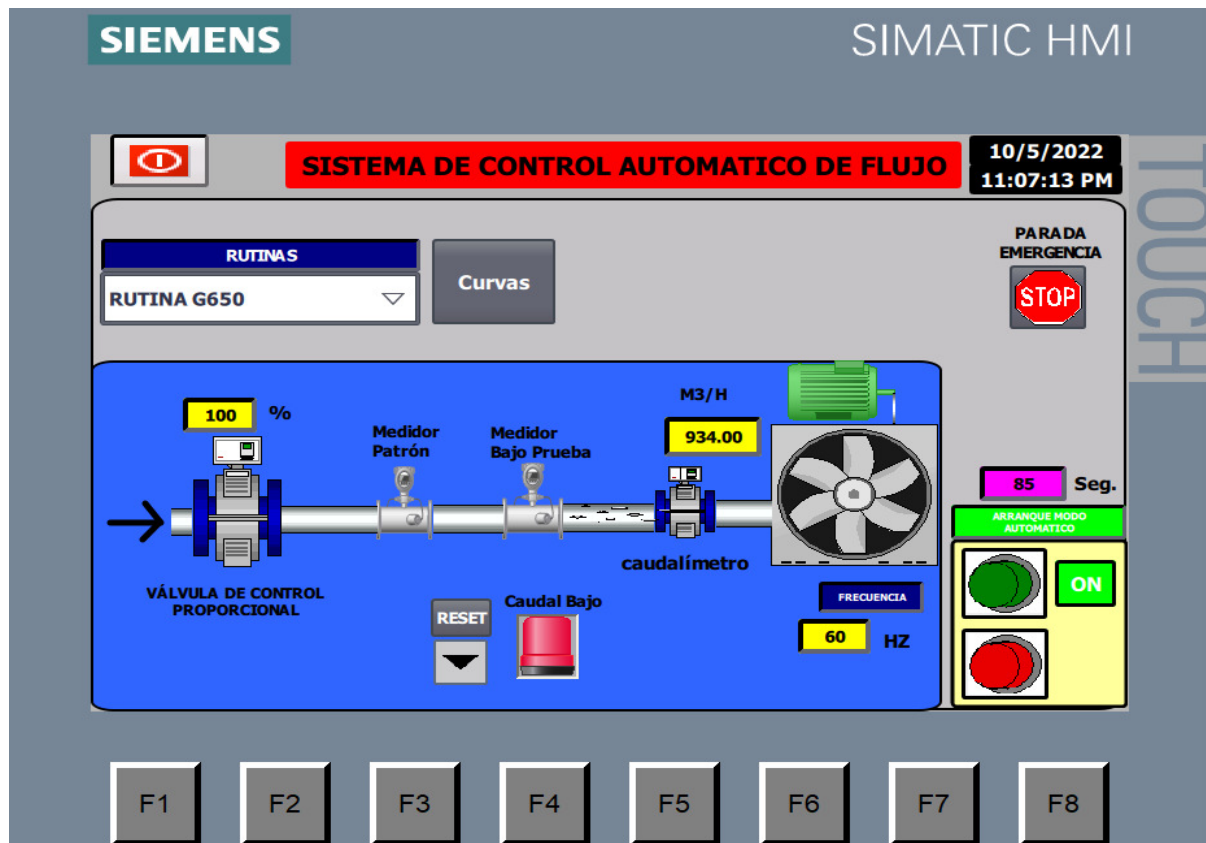 SIEMENS
SIMATIC HMI
TOUCH
SISTEMA DE CONTROL AUTOMATICO DE FLUJO
10/5/2022
11:07:13 PM
RUTINAS
RUTINA G650
Curvas
PARADA
EMERGENCIA
STOP
100 %
Medidor
Patrón
Medidor
Bajo Prueba
M3/H
934.00
85 Seg.
ARRANQUE MODO
AUTOMATICO
ON
caudalímetro
VÁLVULA DE CONTROL
PROPORCIONAL
RESET
Caudal Bajo
FRECUENCIA
60 HZ
F1 F2 F3 F4 F5 F6 F7 F8